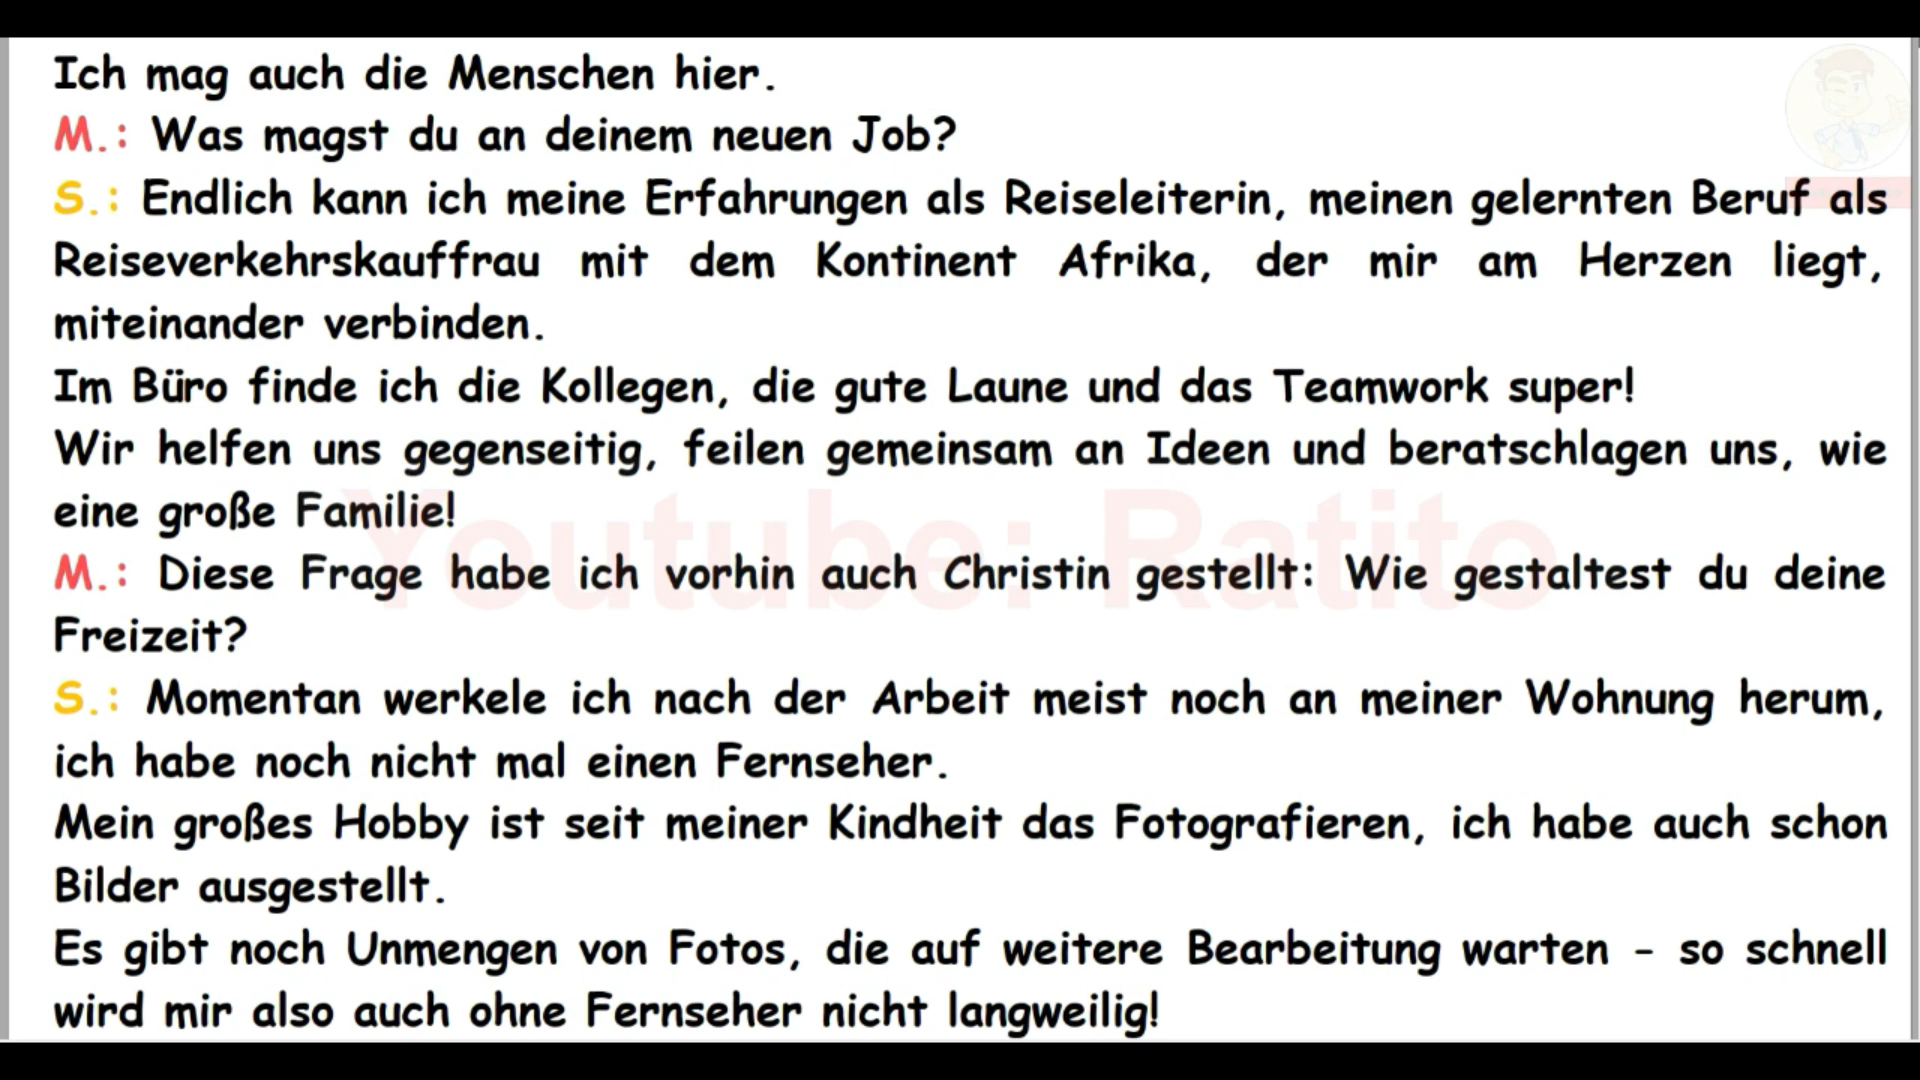 Ich mag auch die Menschen hier.
M.: Was magst du an deinem neuen Job?
S.: Endlich kann ich meine Erfahrungen als Reiseleiterin, meinen gelernten Beruf als
Reiseverkehrskauffrau mit dem Kontinent Afrika, der mir am Herzen liegt,
miteinander verbinden.
Im Büro finde ich die Kollegen, die gute Laune und das Teamwork super!
Wir helfen uns gegenseitig, feilen gemeinsam an Ideen und beratschlagen uns, wie
eine große Familie!
Youtube: Ratito
M.: Diese Frage habe ich vorhin auch Christin gestellt: Wie gestaltest du deine
Freizeit?
S.: Momentan werkele ich nach der Arbeit meist noch an meiner Wohnung herum,
ich habe noch nicht mal einen Fernseher.
Mein großes Hobby ist seit meiner Kindheit das Fotografieren, ich habe auch schon
Bilder ausgestellt.
Es gibt noch Unmengen von Fotos, die auf weitere Bearbeitung warten - so schnell
wird mir also auch ohne Fernseher nicht langweilig!